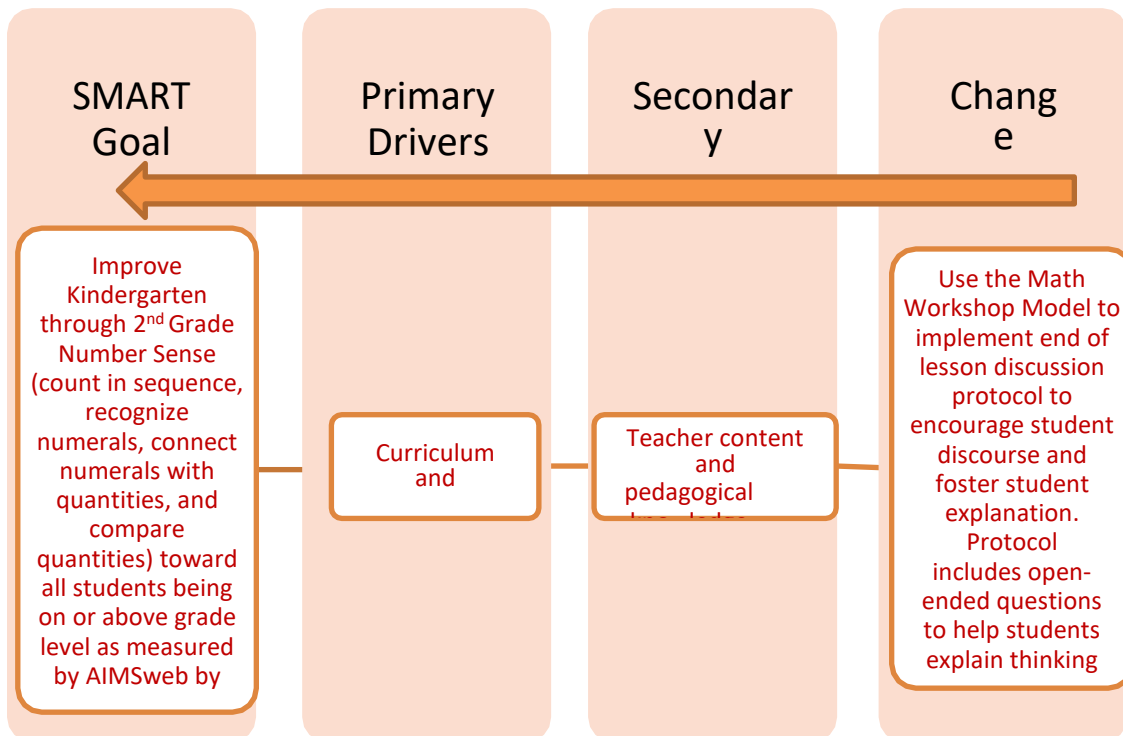 SMART
Goal
Primary
Drivers
Secondar
y
Chang
e
Improve
Kindergarten
through 2nd Grade
Number Sense
(count in sequence,
recognize
numerals, connect
numerals with
quantities, and
compare
quantities) toward
all students being
on or above grade
level as measured
by AIMSweb by
Curriculum
and
Teacher content
and
pedagogical
Use the Math
Workshop Model to
implement end of
lesson discussion
protocol to
encourage student
discourse and
foster student
explanation.
Protocol
includes open-
ended questions
to help students
explain thinking